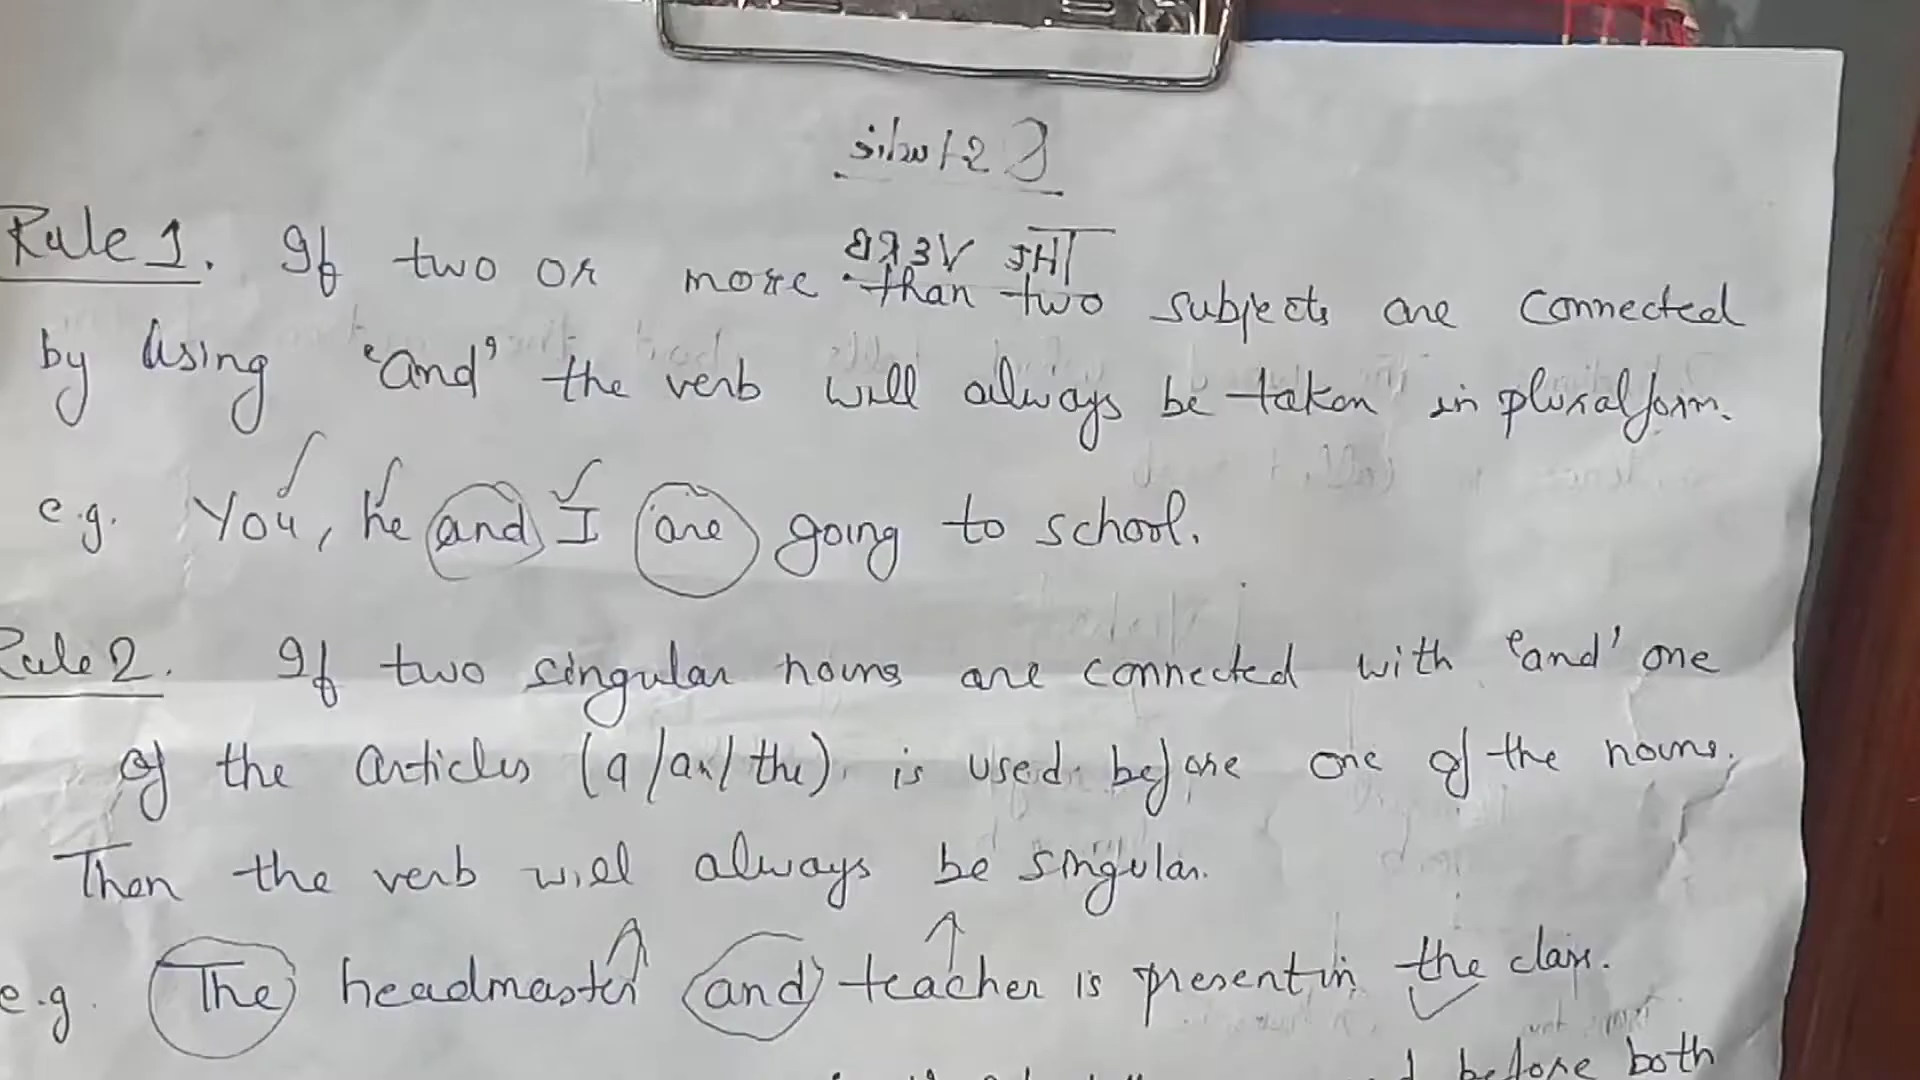 Rule 1. If two or more than two subjects are connected
by using 'and' the verb will always be taken in plural form.
e.g. You, he and I are going to school.
Rule 2. If two singular nouns are connected with 'and' one
of the articles (a/an/the) is used before one of the nouns.
Then the verb will always be singular.
e.g. The headmaster and teacher is present in the class.
before both